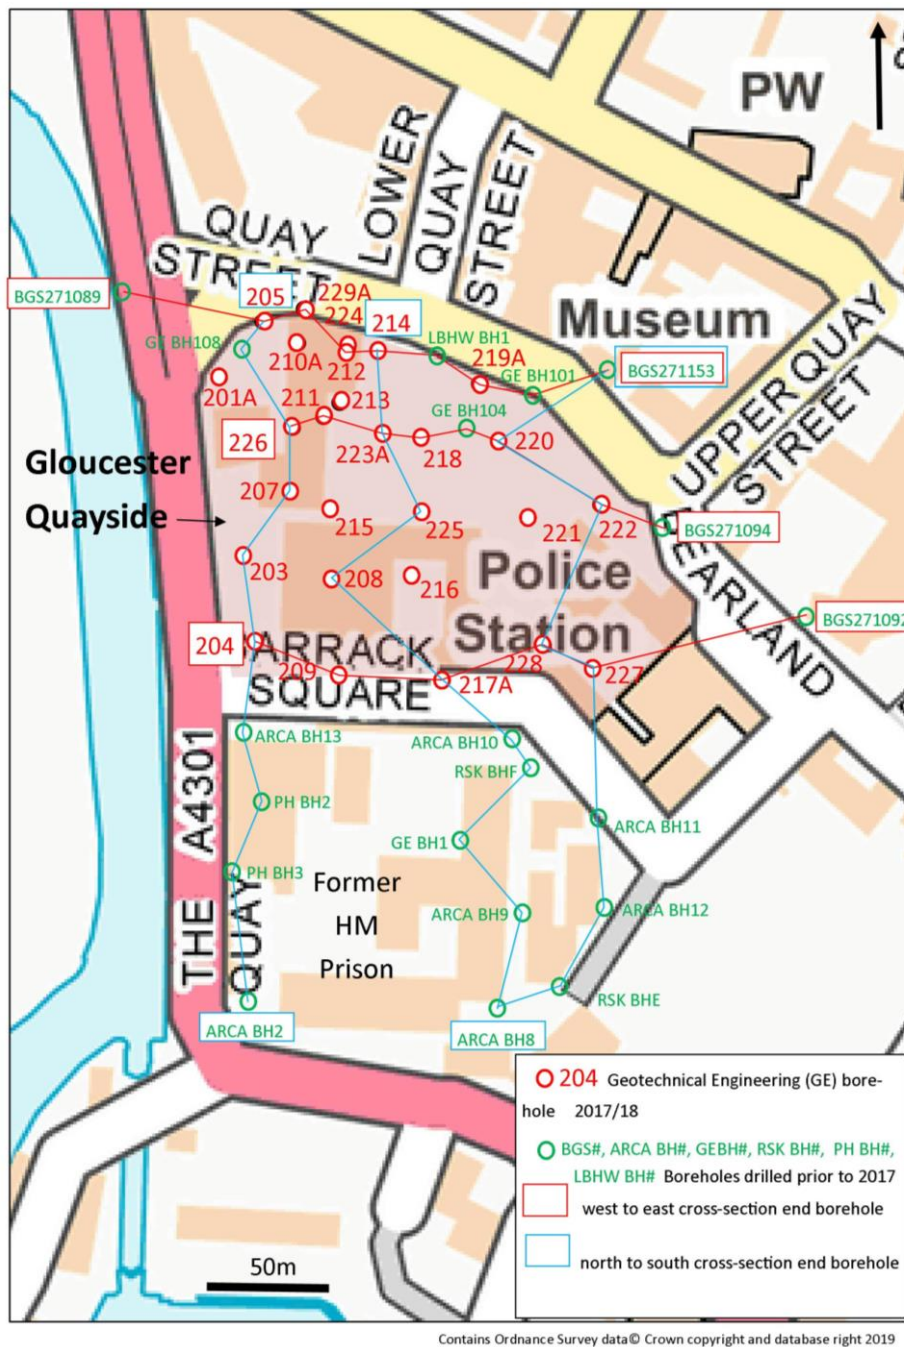 PW
LOWER
QUAY
STREET
QUAY
STREET
229A
205
224
BGS271089
214
Museum
LBHW BH1
GE BH108
210A
212
219A
BGS271153
GE BH101
UPPER QUAY
STREET
201A
211
213
GE BH104
226
223A
218
220
Gloucester
Quayside
207
215
225
221
222
BGS271094
203
208
216
Police
Station
BEARLAND
BGS271092
204
BARRACK
SQUARE
209
217A
228
227
ARCA BH13
ARCA BH10
RSK BHF
THE A4301
PH BH2
ARCA BH11
GE BH1
PH BH3
Former
HM
Prison
QUAY
ARCA BH9
ARCA BH12
RSK BHE
ARCA BH2
ARCA BH8
204 Geotechnical Engineering (GE) bore-
hole 2017/18
BGS#, ARCA BH#, GEBH#, RSK BH#, PH BH#,
LBHW BH# Boreholes drilled prior to 2017
west to east cross-section end borehole
north to south cross-section end borehole
50m
Contains Ordnance Survey data© Crown copyright and database right 2019